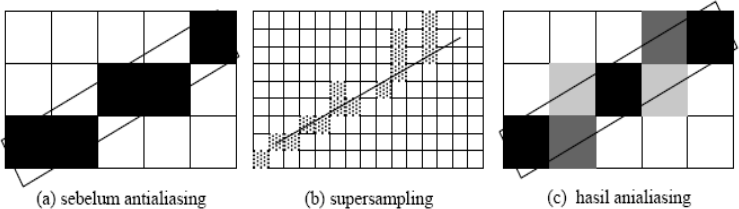 (a) sebelum antialiasing
(b) supersampling
(c) hasil anialiasing